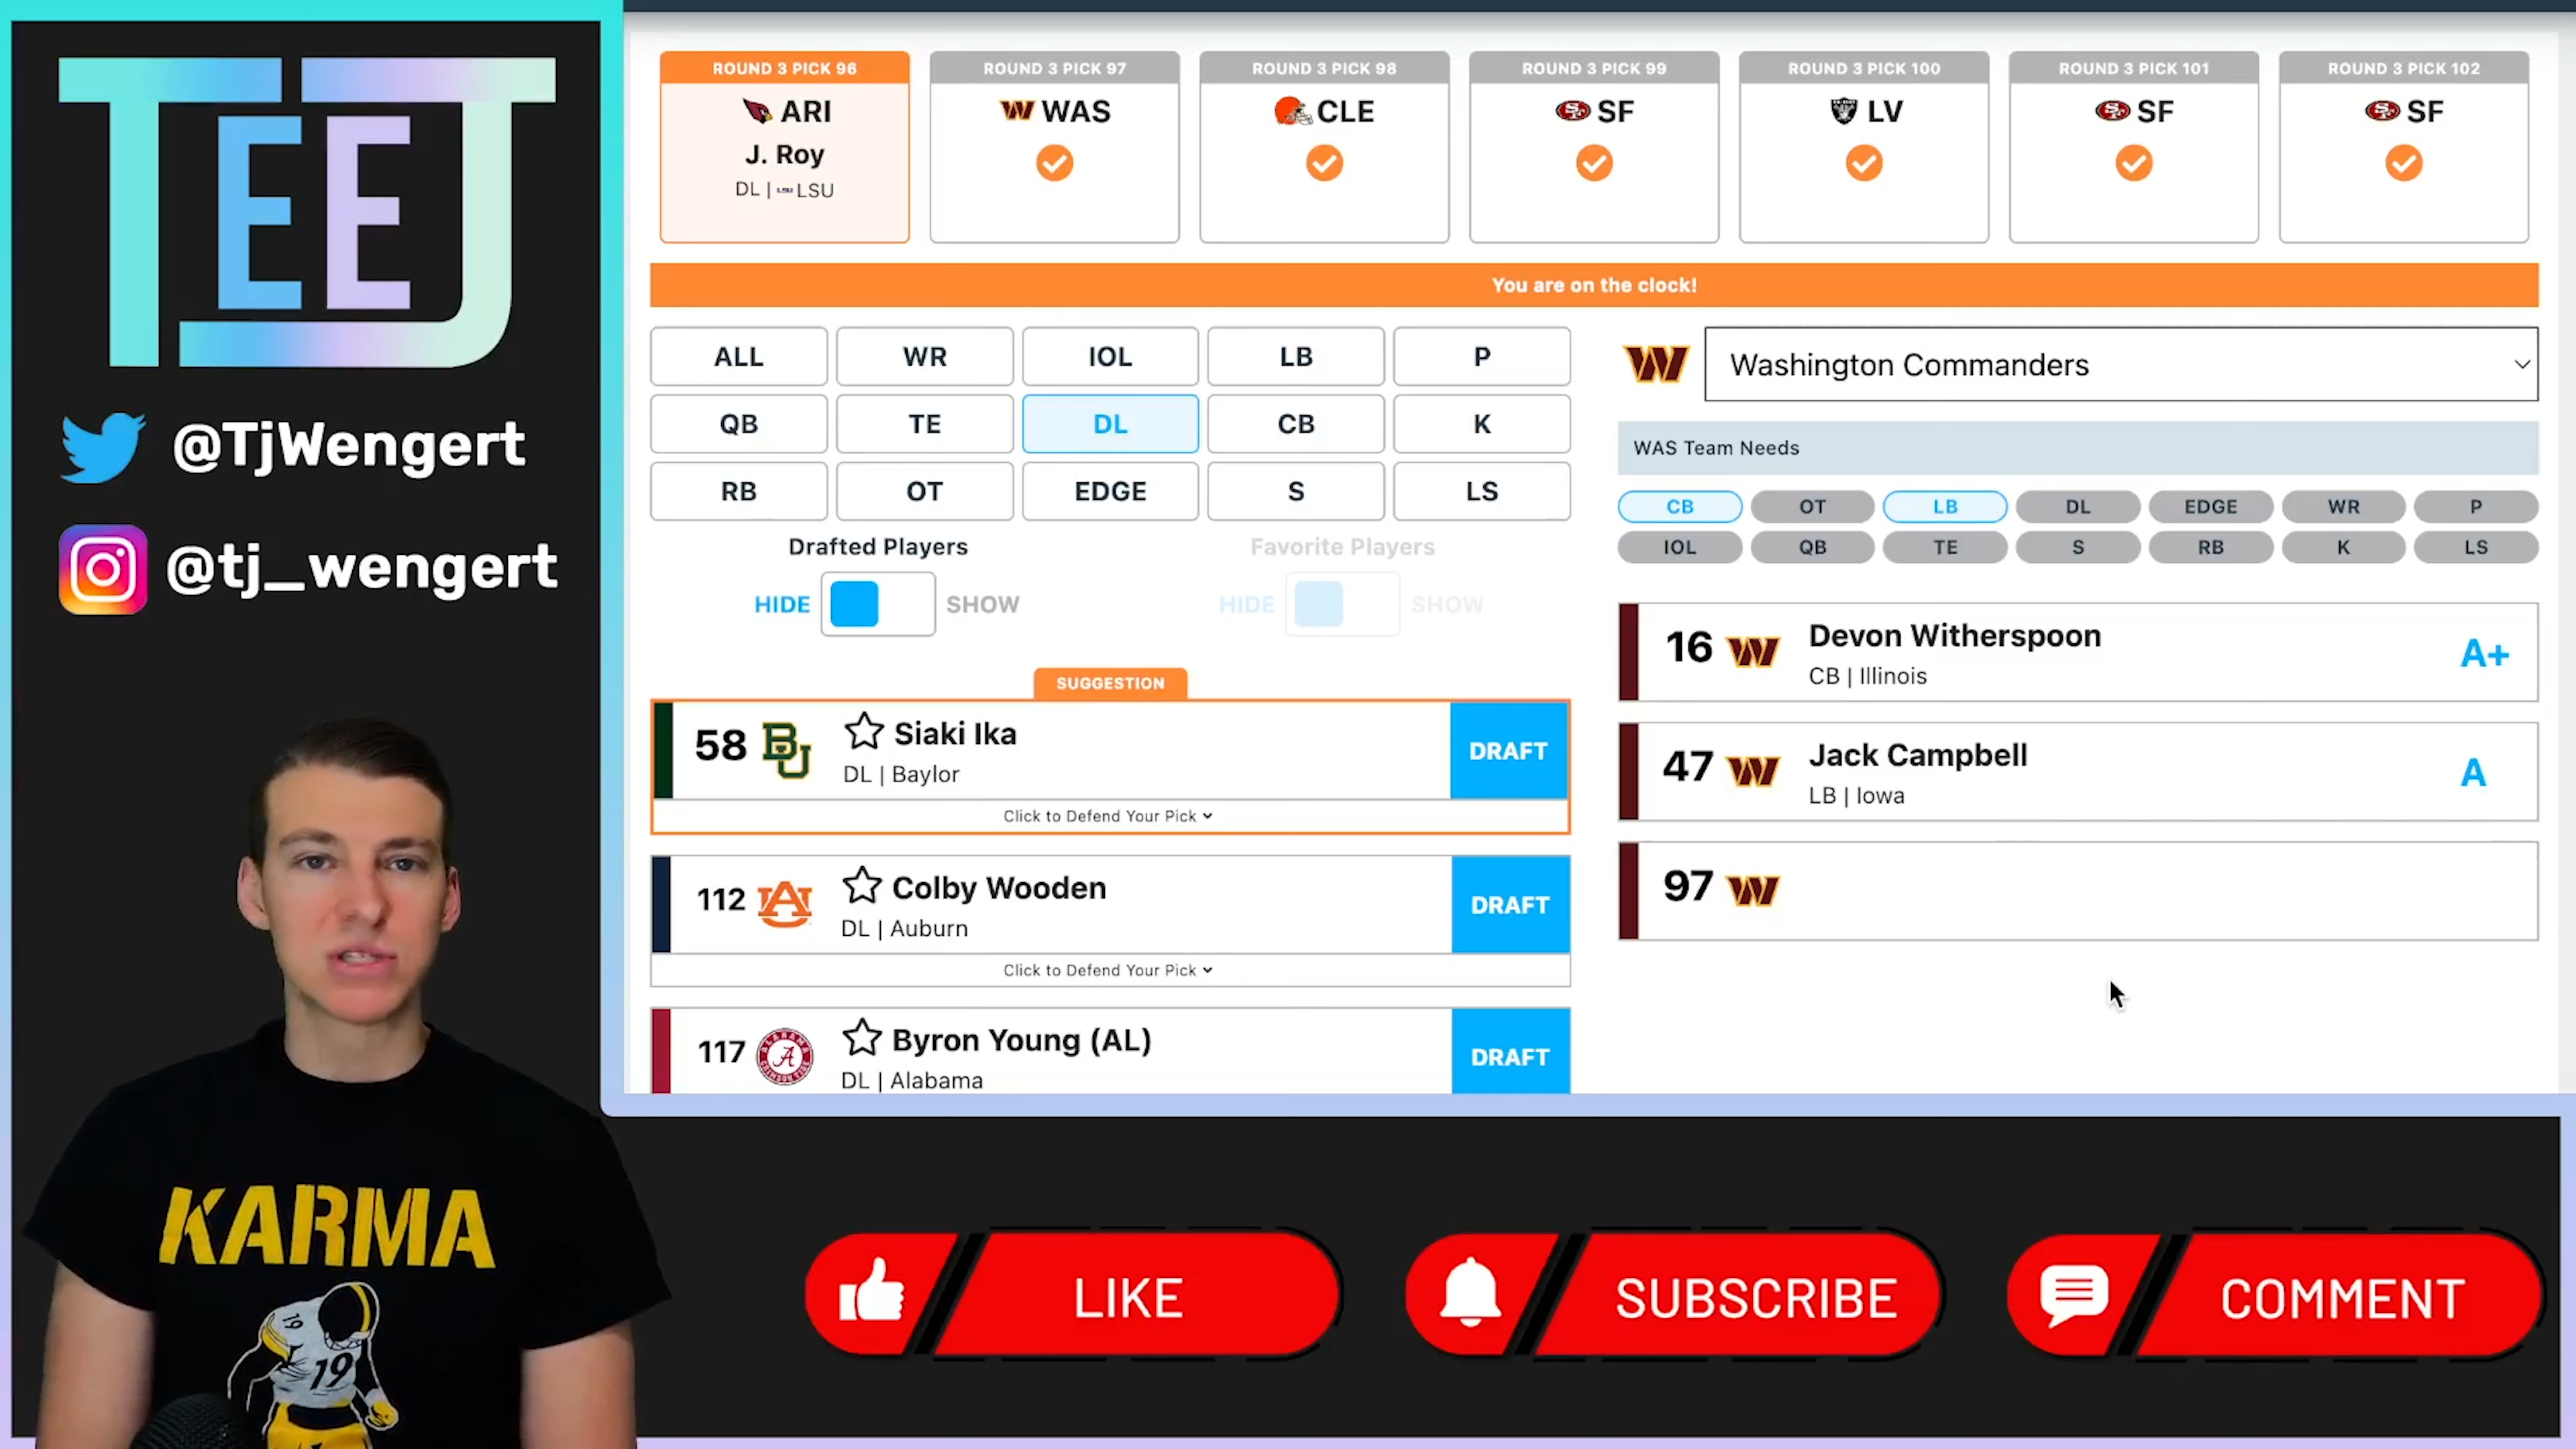 TEEJ
@TjWengert
@tj_wengert
KARMA
19
19
ROUND 3 PICK 96
ARI
J. Roy
DL | LSU LSU
ROUND 3 PICK 97
WAS
ROUND 3 PICK 98
CLE
ROUND 3 PICK 99
SF
ROUND 3 PICK 100
LV
ROUND 3 PICK 101
SF
ROUND 3 PICK 102
SF
You are on the clock!
ALL WR IOL LB P
QB TE DL CB K
RB OT EDGE S LS
Drafted Players
HIDE SHOW
Favorite Players
HIDE SHOW
SUGGESTION
58 BU Siaki Ika
DL | Baylor
DRAFT
Click to Defend Your Pick
112 AU Colby Wooden
DL | Auburn
DRAFT
Click to Defend Your Pick
117 A Byron Young (AL)
DL | Alabama
DRAFT
W Washington Commanders
WAS Team Needs
CB OT LB DL EDGE WR P
IOL QB TE S RB K LS
16 W Devon Witherspoon
CB | Illinois
A+
47 W Jack Campbell
LB | Iowa
A
97 W
LIKE
SUBSCRIBE
COMMENT